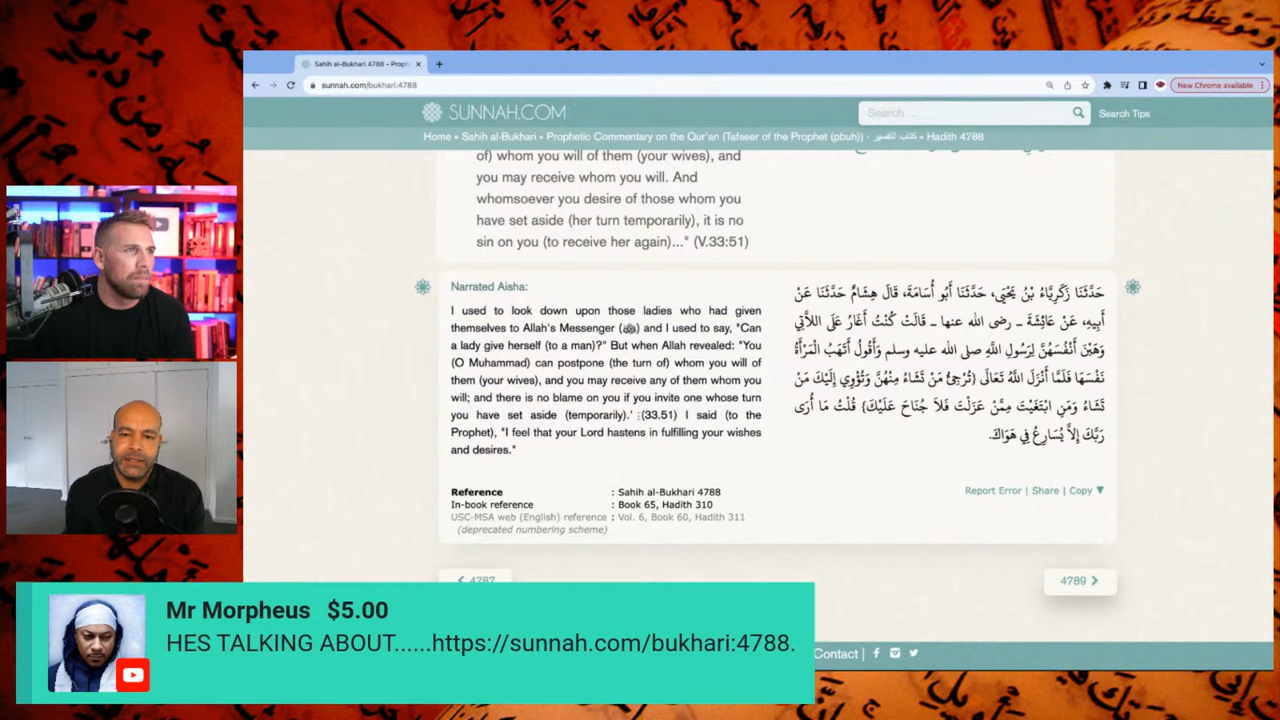 Sahih al-Bukhari 4788 - Proph
sunnah.com/bukhari:4788
New Chrome available
SUNNAH.COM
Search ...
Search Tips
Home » Sahih al-Bukhari » Prophetic Commentary on the Qur'an (Tafseer of the Prophet (pbuh)) - كتاب التفسير » Hadith 4788
of) whom you will of them (your wives), and
you may receive whom you will. And
whomsoever you desire of those whom you
have set aside (her turn temporarily), it is no
sin on you (to receive her again)..." (V.33:51)
Narrated Aisha:
I used to look down upon those ladies who had given
themselves to Allah's Messenger (ﷺ) and I used to say, "Can
a lady give herself (to a man)?" But when Allah revealed: "You
(O Muhammad) can postpone (the turn of) whom you will of
them (your wives), and you may receive any of them whom you
will; and there is no blame on you if you invite one whose turn
you have set aside (temporarily).' (33.51) I said (to the
Prophet), "I feel that your Lord hastens in fulfilling your wishes
and desires."
حَدَّثَنَا زَكَرِيَّاءُ بْنُ يَحْيَى، حَدَّثَنَا أَبُو أُسَامَةَ، قَالَ هِشَامٌ حَدَّثَنَا عَنْ
أَبِيهِ، عَنْ عَائِشَةَ ـ رضى الله عنها ـ قَالَتْ كُنْتُ أَغَارُ عَلَى اللاَّتِي
وَهَبْنَ أَنْفُسَهُنَّ لِرَسُولِ اللَّهِ صلى الله عليه وسلم وَأَقُولُ أَتَهَبُ الْمَرْأَةُ
نَفْسَهَا فَلَمَّا أَنْزَلَ اللَّهُ تَعَالَى {تُرْجِئُ مَنْ تَشَاءُ مِنْهُنَّ وَتُؤْوِي إِلَيْكَ مَنْ
تَشَاءُ وَمَنِ ابْتَغَيْتَ مِمَّنْ عَزَلْتَ فَلاَ جُنَاحَ عَلَيْكَ} قُلْتُ مَا أُرَى
رَبَّكَ إِلاَّ يُسَارِعُ فِي هَوَاكَ.
Reference : Sahih al-Bukhari 4788
In-book reference : Book 65, Hadith 310
USC-MSA web (English) reference : Vol. 6, Book 60, Hadith 311
(deprecated numbering scheme)
Report Error | Share | Copy ▼
4787
4789
Contact |
Mr Morpheus $5.00
HES TALKING ABOUT......https://sunnah.com/bukhari:4788.